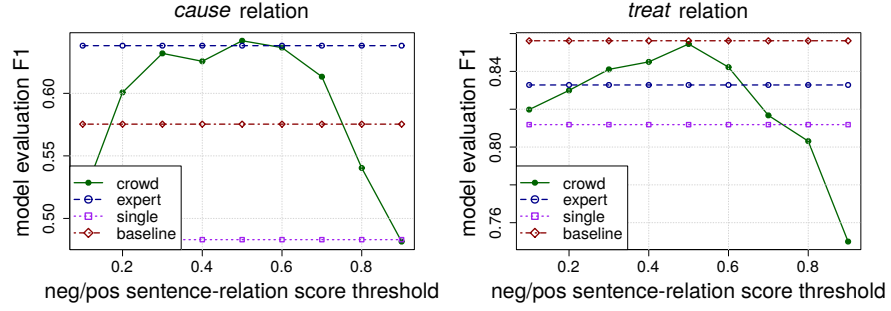 cause relation
model evaluation F1
0.60
0.55
0.50
crowd
expert
single
baseline
0.2
0.4
0.6
0.8
neg/pos sentence-relation score threshold
treat relation
model evaluation F1
0.84
0.80
0.76
crowd
expert
single
baseline
0.2
0.4
0.6
0.8
neg/pos sentence-relation score threshold